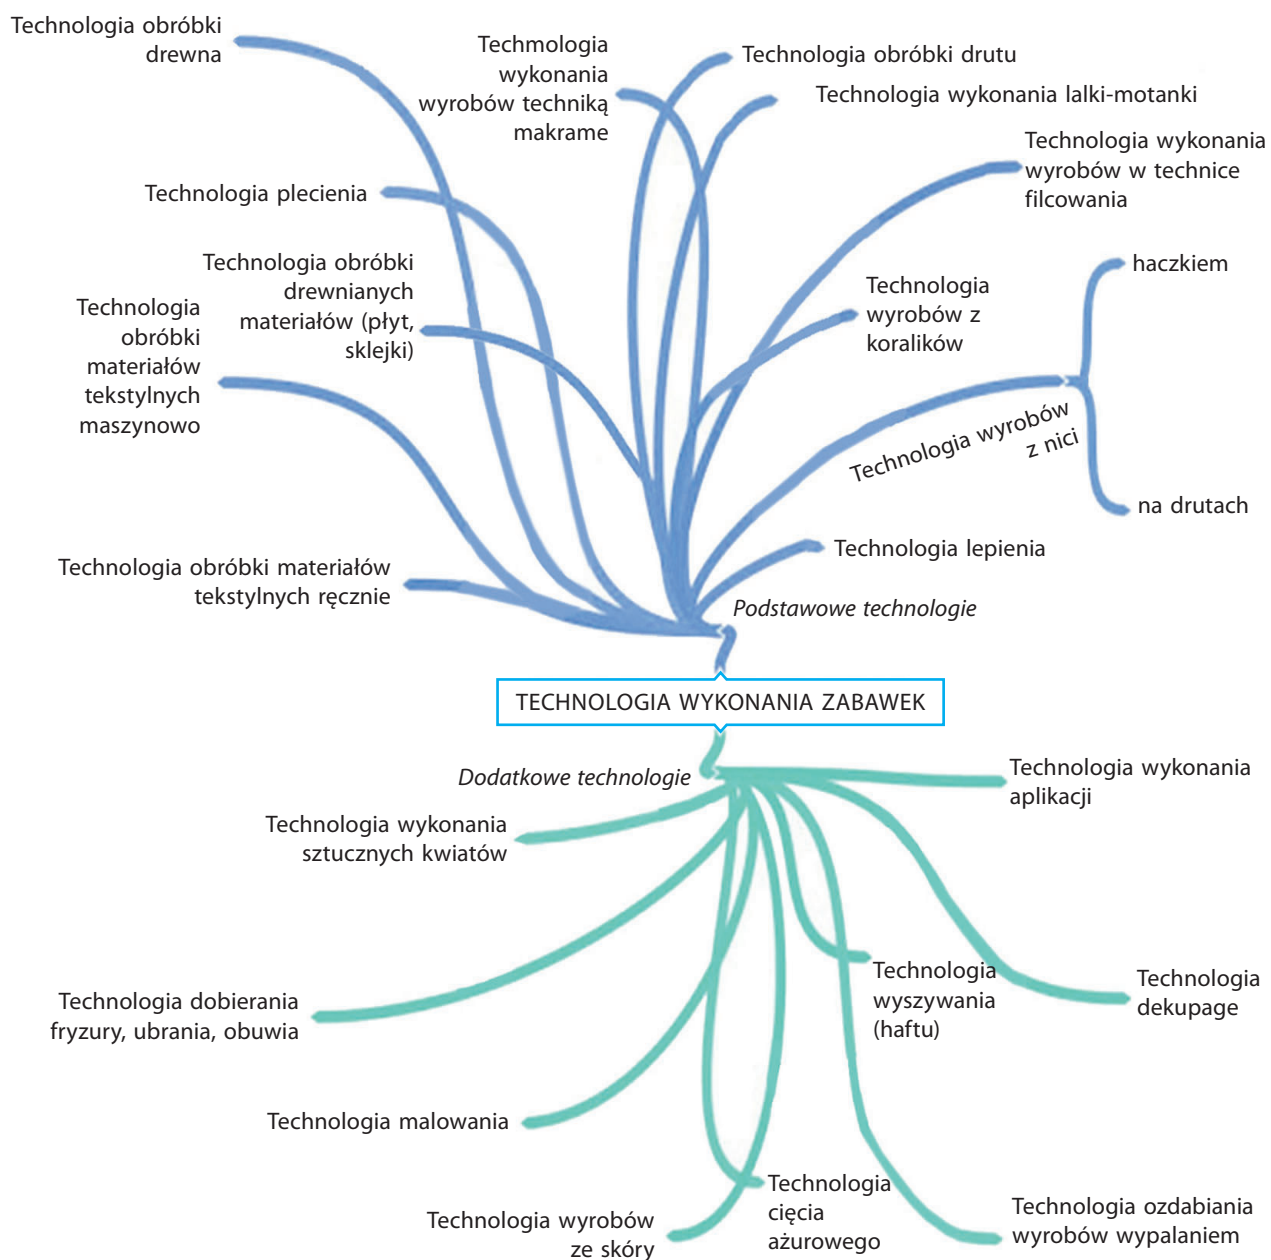 Technologia obróbki
drewna
Techmologia
wykonania
wyrobów techniką
makrame
Technologia obróbki drutu
Technologia wykonania lalki-motanki
Technologia wykonania
wyrobów w technice
filcowania
Technologia plecienia
Technologia obróbki
drewnianych
materiałów (płyt,
sklejki)
Technologia
wyrobów z
koralików
haczkiem
Technologia
obróbki
materiałów
tekstylnych
maszynowo
Technologia wyrobów
z nici
na drutach
Technologia lepienia
Technologia obróbki materiałów
tekstylnych ręcznie
Podstawowe technologie
TECHNOLOGIA WYKONANIA ZABAWEK
Dodatkowe technologie
Technologia wykonania
aplikacji
Technologia wykonania
sztucznych kwiatów
Technologia
wyszywania
(haftu)
Technologia
dekupage
Technologia dobierania
fryzury, ubrania, obuwia
Technologia malowania
Technologia
cięcia
ażurowego
Technologia wyrobów
ze skóry
Technologia ozdabiania
wyrobów wypalaniem